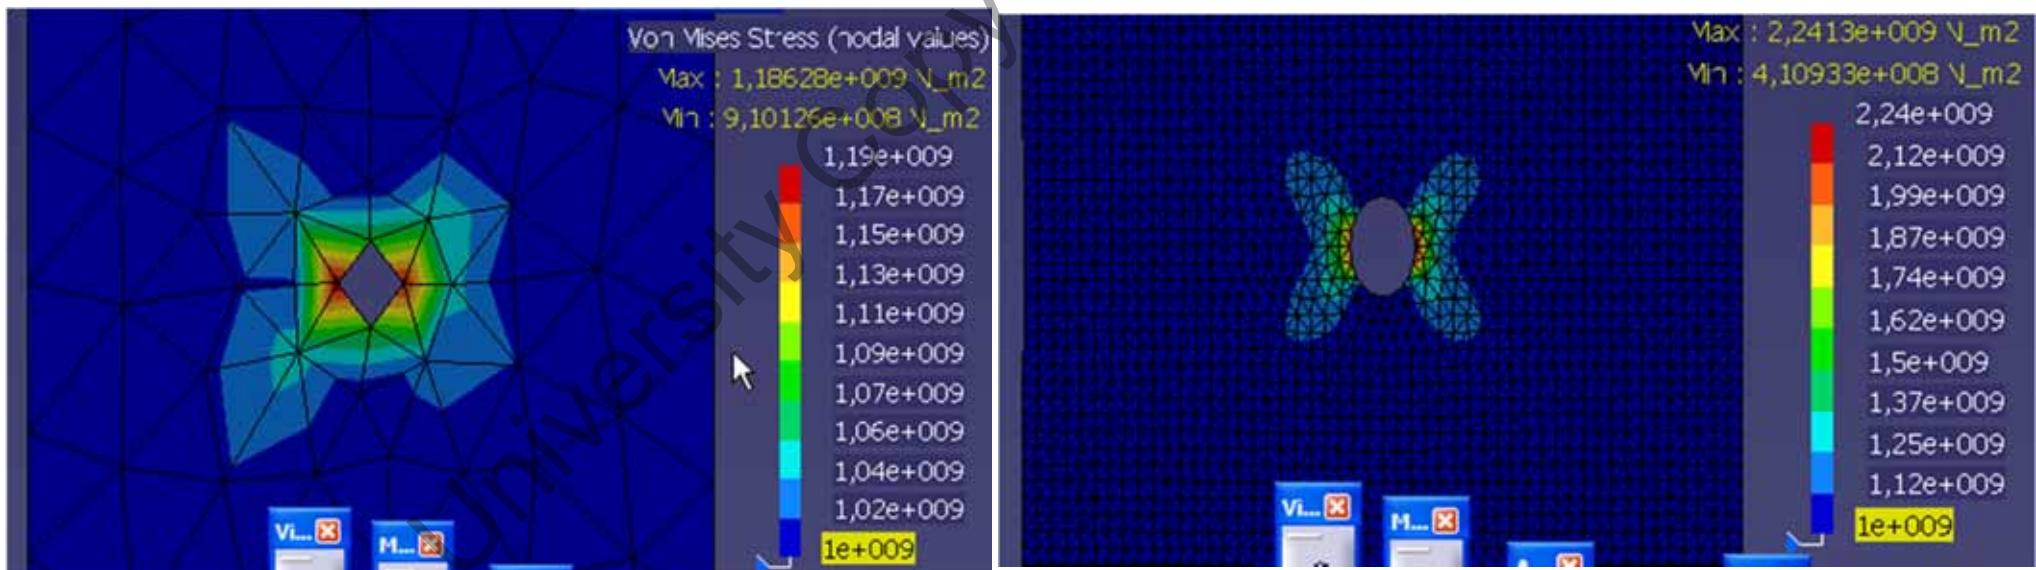 Von Mises Stress (nodal values)
Max : 1,18628e+009 N_m2
Min : 9,10126e+008 N_m2
1,19e+009
1,17e+009
1,15e+009
1,13e+009
1,11e+009
1,09e+009
1,07e+009
1,06e+009
1,04e+009
1,02e+009
1e+009
Vi...
M...
University Copy
Max : 2,2413e+009 N_m2
Min : 4,10933e+008 N_m2
2,24e+009
2,12e+009
1,99e+009
1,87e+009
1,74e+009
1,62e+009
1,5e+009
1,37e+009
1,25e+009
1,12e+009
1e+009
Vi...
M...